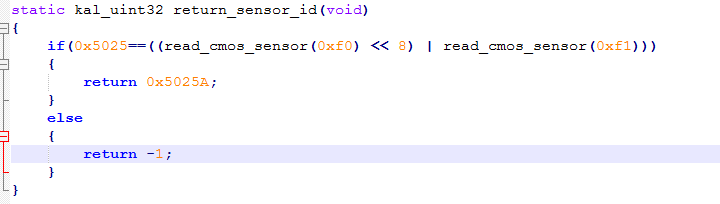 static kal_uint32 return_sensor_id(void)
{
    if(0x5025==((read_cmos_sensor(0xf0) << 8) | read_cmos_sensor(0xf1)))
    {
        return 0x5025A;
    }
    else
    {
        return -1;
    }
}